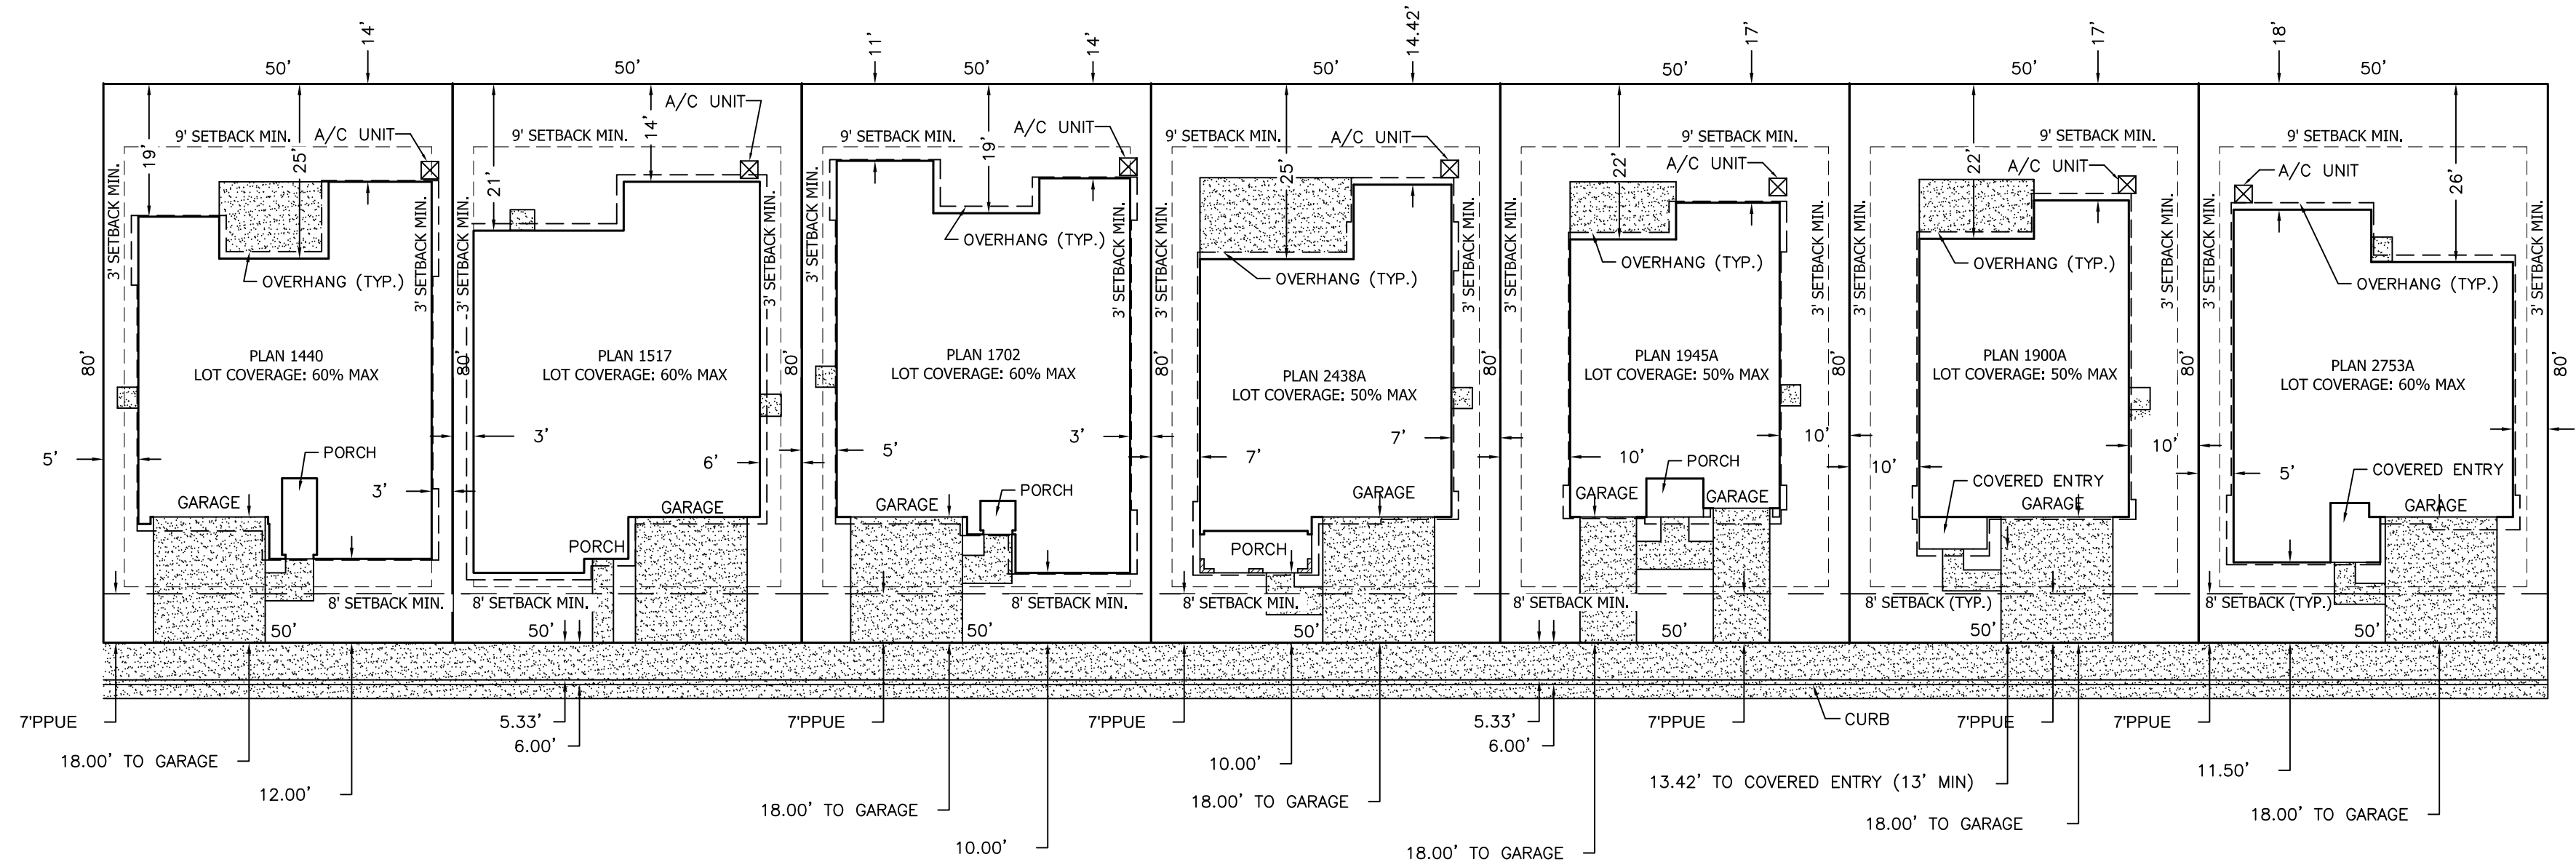 14'
11'
14'
14.42'
17'
17'
18'
50'
50'
50'
50'
50'
50'
50'
A/C UNIT
9' SETBACK MIN.
A/C UNIT
19'
25'
3' SETBACK MIN.
3' SETBACK MIN.
OVERHANG (TYP.)
PLAN 1440
LOT COVERAGE: 60% MAX
80'
PORCH
5'
3'
GARAGE
8' SETBACK MIN.
50'
9' SETBACK MIN.
14'
21'
3' SETBACK MIN.
3' SETBACK MIN.
PLAN 1517
LOT COVERAGE: 60% MAX
80'
3'
6'
GARAGE
PORCH
8' SETBACK MIN.
50'
9' SETBACK MIN.
A/C UNIT
19'
3' SETBACK MIN.
3' SETBACK MIN.
OVERHANG (TYP.)
PLAN 1702
LOT COVERAGE: 60% MAX
80'
5'
3'
GARAGE
PORCH
8' SETBACK MIN.
50'
9' SETBACK MIN.
A/C UNIT
25'
3' SETBACK MIN.
3' SETBACK MIN.
OVERHANG (TYP.)
PLAN 2438A
LOT COVERAGE: 50% MAX
80'
7'
7'
GARAGE
PORCH
8' SETBACK MIN.
50'
9' SETBACK MIN.
A/C UNIT
22'
3' SETBACK MIN.
3' SETBACK MIN.
OVERHANG (TYP.)
PLAN 1945A
LOT COVERAGE: 50% MAX
80'
10'
10'
PORCH
GARAGE
GARAGE
8' SETBACK MIN.
50'
9' SETBACK MIN.
A/C UNIT
22'
3' SETBACK MIN.
3' SETBACK MIN.
OVERHANG (TYP.)
PLAN 1900A
LOT COVERAGE: 50% MAX
80'
10'
10'
COVERED ENTRY
GARAGE
8' SETBACK (TYP.)
50'
9' SETBACK MIN.
A/C UNIT
26'
3' SETBACK MIN.
3' SETBACK MIN.
OVERHANG (TYP.)
PLAN 2753A
LOT COVERAGE: 60% MAX
80'
80'
5'
COVERED ENTRY
GARAGE
8' SETBACK (TYP.)
50'
7'PPUE
5.33'
7'PPUE
7'PPUE
5.33'
7'PPUE
CURB
7'PPUE
7'PPUE
6.00'
6.00'
18.00' TO GARAGE
10.00'
11.50'
12.00'
18.00' TO GARAGE
18.00' TO GARAGE
13.42' TO COVERED ENTRY (13' MIN)
18.00' TO GARAGE
18.00' TO GARAGE
10.00'
18.00' TO GARAGE